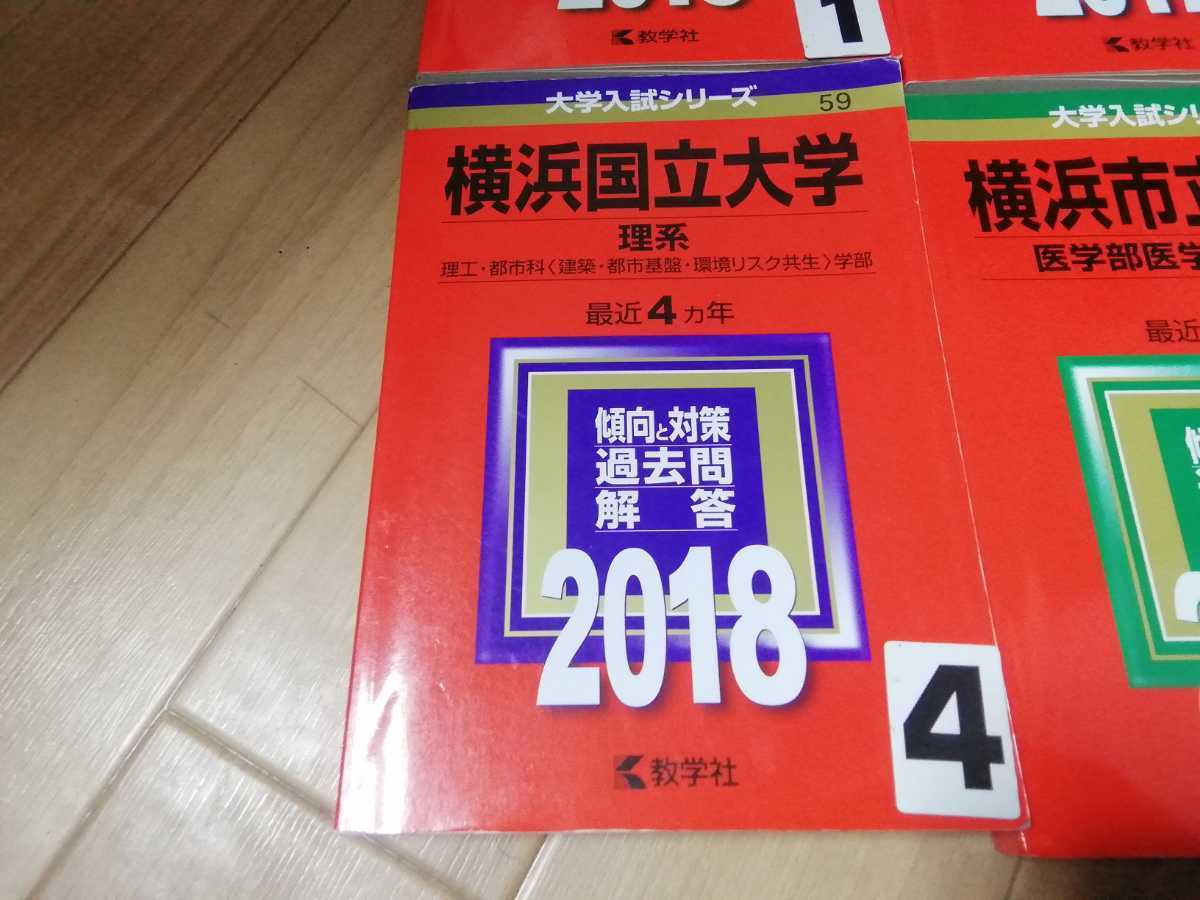 教学社
1
教学社
大学入試シリーズ
59
横浜国立大学
理系
理工・都市科〈建築・都市基盤・環境リスク共生〉学部
最近4カ年
傾向と対策
過去問
解答
2018
4
教学社
大学入試シリ
横浜市立
医学部医学
最近